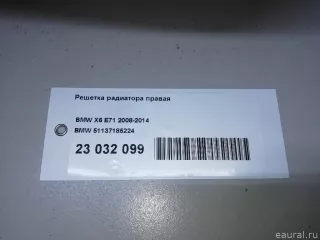 Решетка радиатора правая
BMW X6 E71 2008-2014
BMW 51137185224
23 032 099
eaural.ru